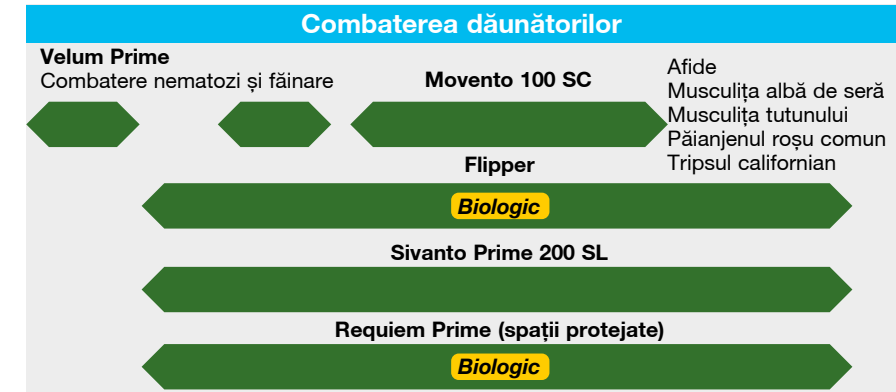 Combaterea dăunătorilor
Velum Prime
Combatere nematozi și făinare
Movento 100 SC
Afide
Musculița albă de seră
Musculița tutunului
Păianjenul roșu comun
Tripsul californian
Flipper
Biologic
Sivanto Prime 200 SL
Requiem Prime (spații protejate)
Biologic